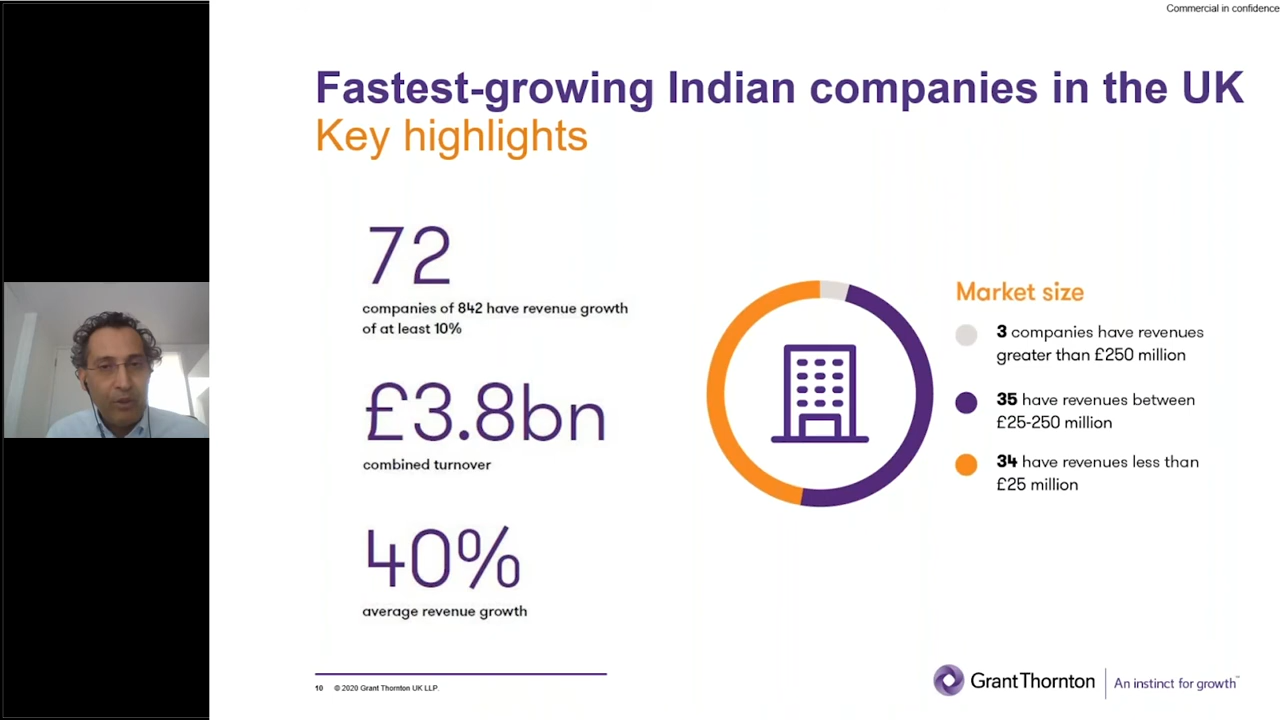 Commercial in confidence
Fastest-growing Indian companies in the UK
Key highlights
72
companies of 842 have revenue growth
of at least 10%
£3.8bn
combined turnover
40%
average revenue growth
Market size
3 companies have revenues
greater than £250 million
35 have revenues between
£25-250 million
34 have revenues less than
£25 million
10 © 2020 Grant Thornton UK LLP.
Grant Thornton An instinct for growth™